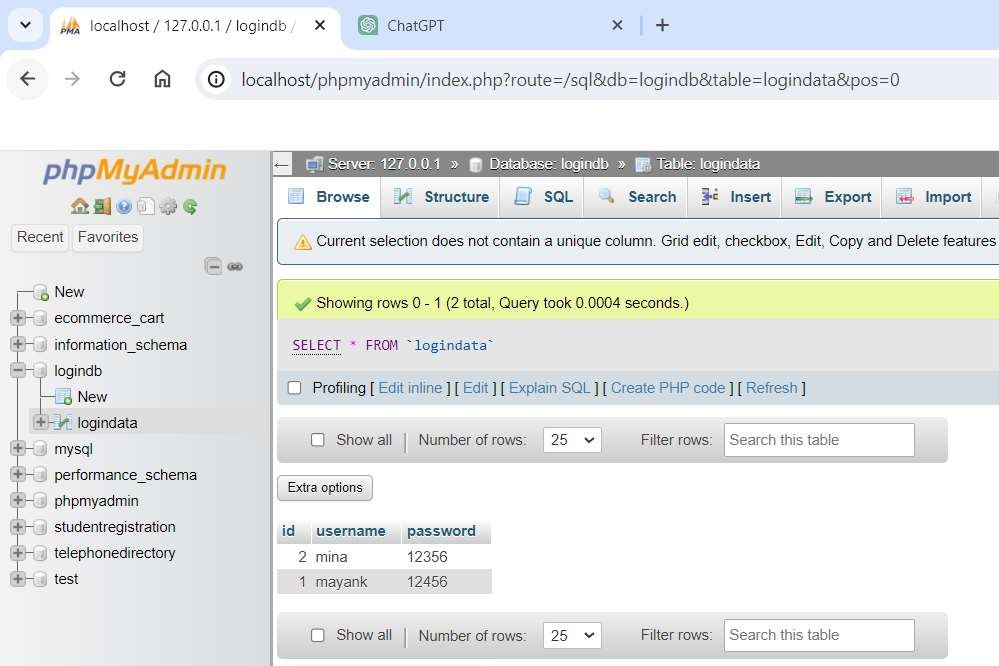 localhost / 127.0.0.1 / logindb /
ChatGPT
localhost/phpmyadmin/index.php?route=/sql&db=logindb&table=logindata&pos=0
phpMyAdmin
Recent Favorites
New
ecommerce_cart
information_schema
logindb
New
logindata
mysql
performance_schema
phpmyadmin
studentregistration
telephonedirectory
test
Server: 127.0.0.1 » Database: logindb » Table: logindata
Browse Structure SQL Search Insert Export Import
Current selection does not contain a unique column. Grid edit, checkbox, Edit, Copy and Delete features
Showing rows 0 - 1 (2 total, Query took 0.0004 seconds.)
SELECT * FROM `logindata`
Profiling [ Edit inline ] [ Edit ] [ Explain SQL ] [ Create PHP code ] [ Refresh ]
Show all | Number of rows: 25 Filter rows: Search this table
Extra options
id username password
2 mina 12356
1 mayank 12456
Show all | Number of rows: 25 Filter rows: Search this table